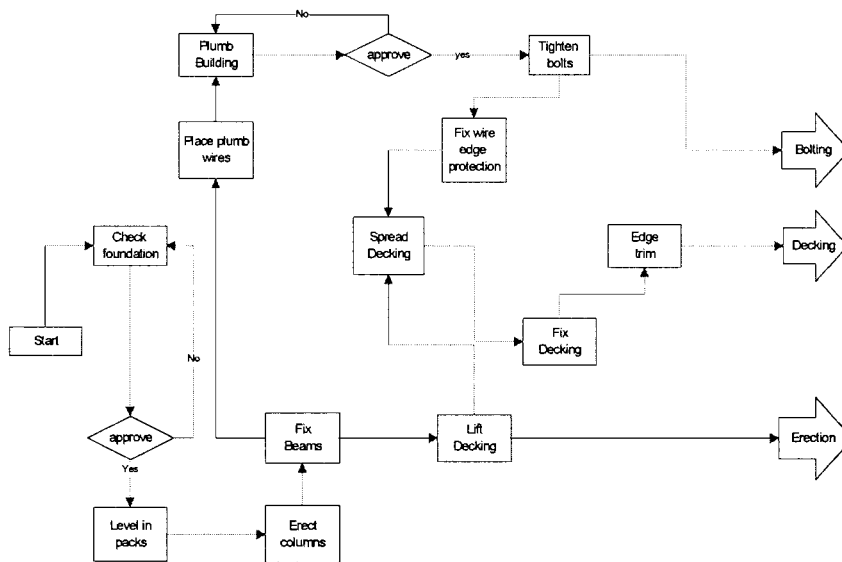 No
Plumb
Building
approve
yes
Tighten
bolts
Place plumb
wires
Fix wire
edge
protection
Bolting
Check
foundation
Spread
Decking
Edge
trim
Decking
Start
No
Fix
Decking
approve
Yes
Fix
Beams
Lift
Decking
Erection
Level in
packs
Erect
columns